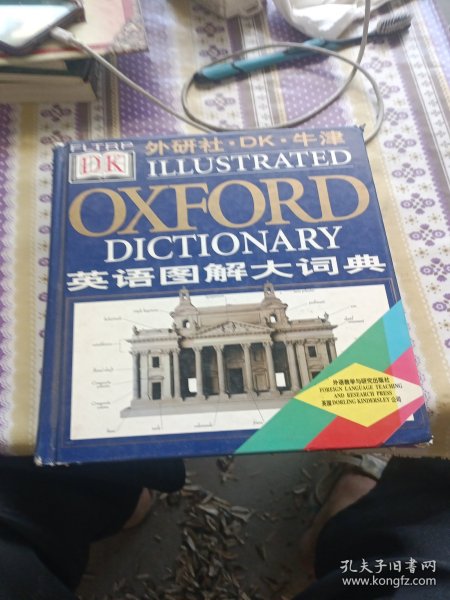 FLTRP
DK
外研社·DK·牛津
ILLUSTRATED
OXFORD
DICTIONARY
英语图解大词典
外语教学与研究出版社
FOREIGN LANGUAGE TEACHING
AND RESEARCH PRESS
英国DORLING KINDERSLEY公司
孔夫子旧书网
www.kongfz.com